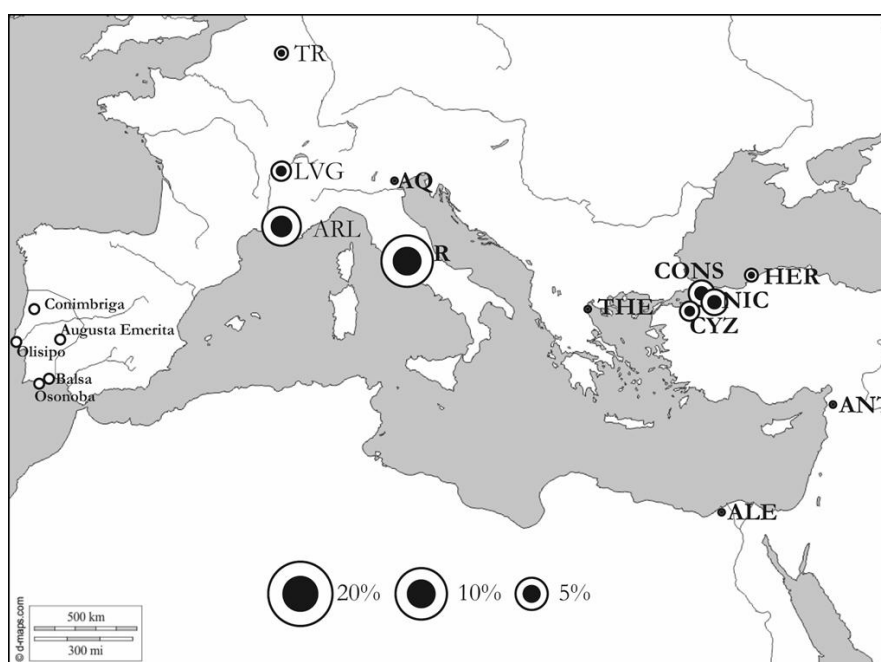 TR
LVG
AQ
ARL
R
CONS
HER
NIC
THE
CYZ
Conimbriga
Augusta Emerita
Olisipo
Balsa
Osonoba
ANT
ALE
20%
10%
5%
500 km
300 mi
© d-maps.com